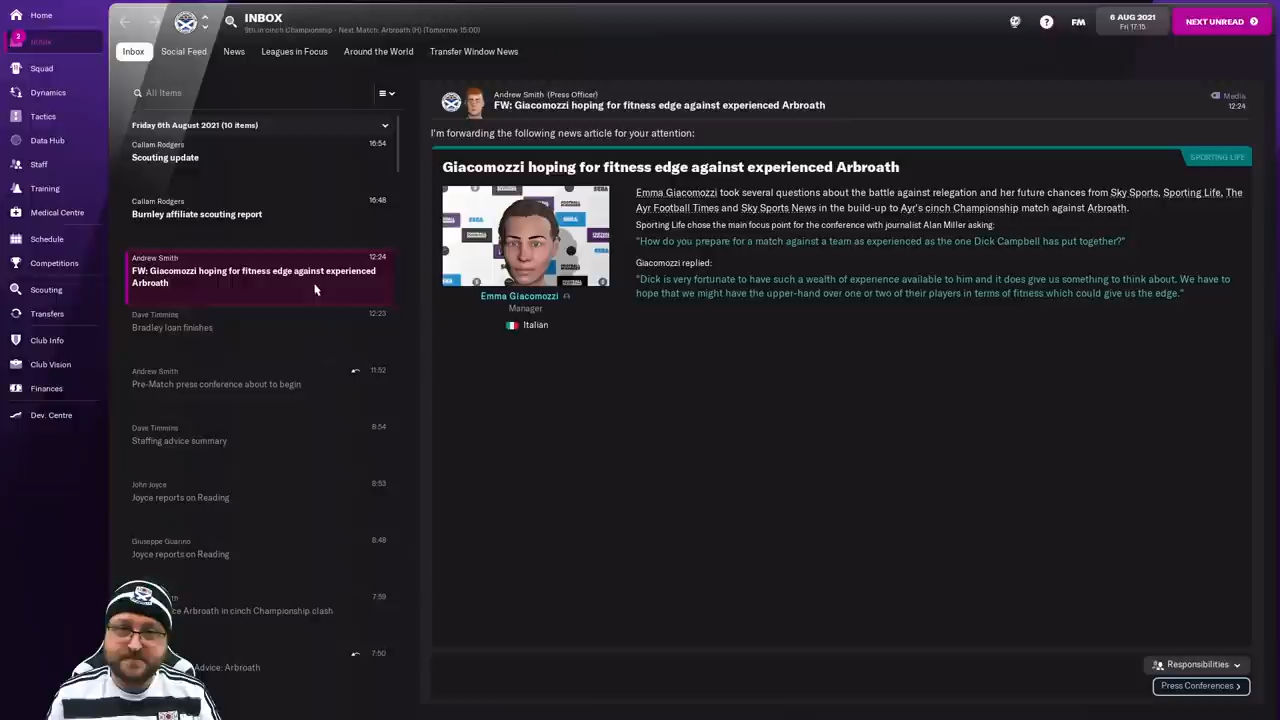 Home
2
Inbox
Squad
Dynamics
Tactics
Data Hub
Staff
Training
Medical Centre
Schedule
Competitions
Scouting
Transfers
Club Info
Club Vision
Finances
Dev. Centre
INBOX
9th in cinch Championship - Next Match: Arbroath (H) (Tomorrow 15:00)
?
FM
6 AUG 2021
Fri 17:15
NEXT UNREAD
Inbox
Social Feed
News
Leagues in Focus
Around the World
Transfer Window News
All Items
Friday 6th August 2021 (10 items)
Callam Rodgers
16:54
Scouting update
Callam Rodgers
16:48
Burnley affiliate scouting report
Andrew Smith
12:24
FW: Giacomozzi hoping for fitness edge against experienced
Arbroath
Dave Timmins
12:23
Bradley loan finishes
Andrew Smith
11:52
Pre-Match press conference about to begin
Dave Timmins
8:54
Staffing advice summary
John Joyce
8:53
Joyce reports on Reading
Giuseppe Guarino
8:48
Joyce reports on Reading
7:59
Arbroath in cinch Championship clash
7:50
Advice: Arbroath
Andrew Smith (Press Officer)
FW: Giacomozzi hoping for fitness edge against experienced Arbroath
Media
12:24
I'm forwarding the following news article for your attention:
SPORTING LIFE
Giacomozzi hoping for fitness edge against experienced Arbroath
Emma Giacomozzi
Manager
Italian
Emma Giacomozzi took several questions about the battle against relegation and her future chances from Sky Sports, Sporting Life, The
Ayr Football Times and Sky Sports News in the build-up to Ayr's cinch Championship match against Arbroath.
Sporting Life chose the main focus point for the conference with journalist Alan Miller asking:
"How do you prepare for a match against a team as experienced as the one Dick Campbell has put together?"
Giacomozzi replied:
"Dick is very fortunate to have such a wealth of experience available to him and it does give us something to think about. We have to
hope that we might have the upper-hand over one or two of their players in terms of fitness which could give us the edge."
Responsibilities
Press Conferences